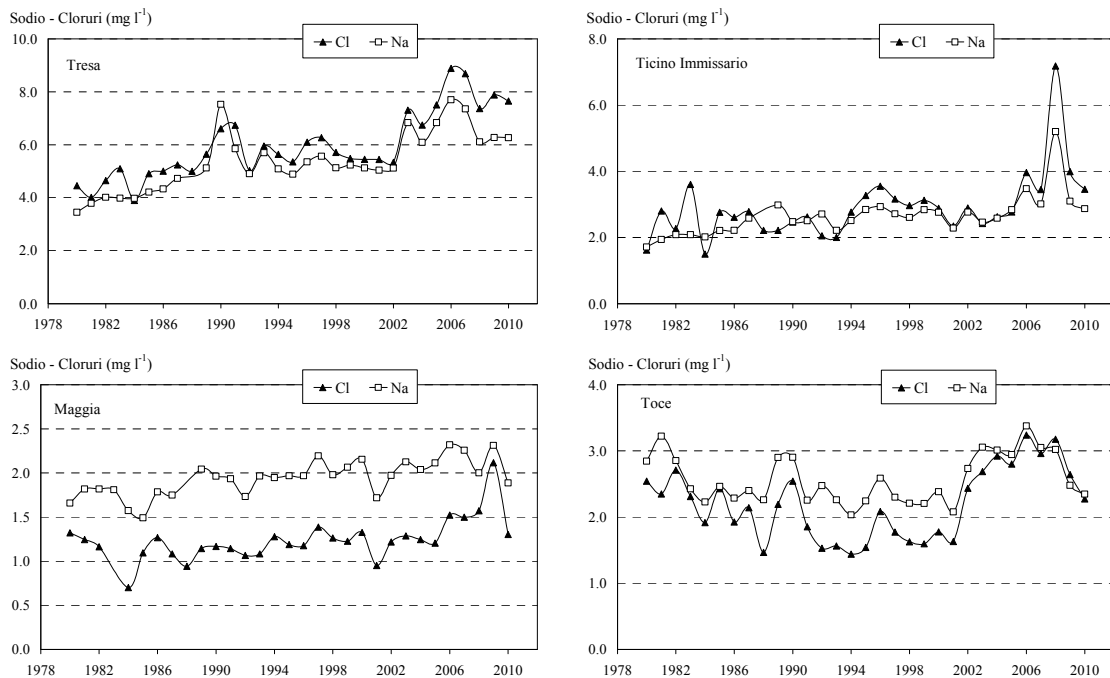 Sodio - Cloruri (mg l-1)
Cl Na
Tresa
10.0
8.0
6.0
4.0
2.0
0.0
1978 1982 1986 1990 1994 1998 2002 2006 2010
Sodio - Cloruri (mg l-1)
Cl Na
Ticino Immissario
8.0
6.0
4.0
2.0
0.0
1978 1982 1986 1990 1994 1998 2002 2006 2010
Sodio - Cloruri (mg l-1)
Cl Na
Maggia
3.0
2.5
2.0
1.5
1.0
0.5
0.0
1978 1982 1986 1990 1994 1998 2002 2006 2010
Sodio - Cloruri (mg l-1)
Cl Na
Toce
4.0
3.0
2.0
1.0
0.0
1978 1982 1986 1990 1994 1998 2002 2006 2010